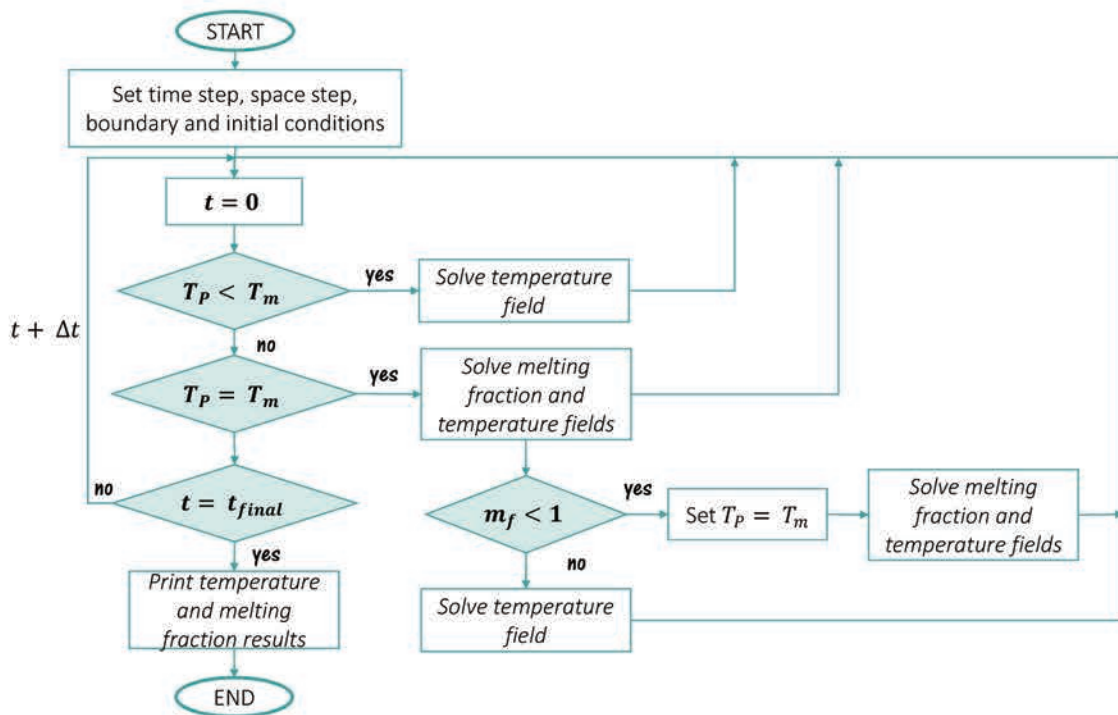 START
Set time step, space step,
boundary and initial conditions
t = 0
T_P < T_m
yes
Solve temperature
field
t + Δt
no
T_P = T_m
yes
Solve melting
fraction and
temperature fields
no
t = t_final
m_f < 1
yes
Set T_P = T_m
Solve melting
fraction and
temperature fields
yes
no
Print temperature
and melting
fraction results
Solve temperature
field
END